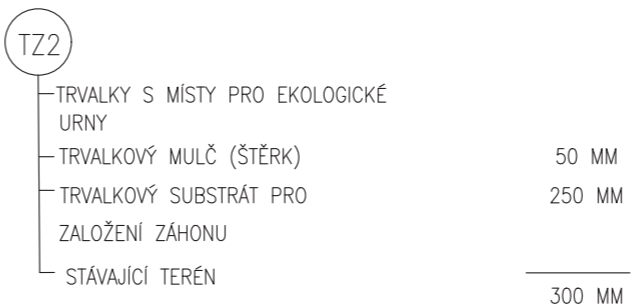 TZ2
TRVALKY S MÍSTY PRO EKOLOGICKÉ
URNY
TRVALKOVÝ MULČ (ŠTĚRK) 50 MM
TRVALKOVÝ SUBSTRÁT PRO 250 MM
ZALOŽENÍ ZÁHONU
STÁVAJÍCÍ TERÉN
300 MM